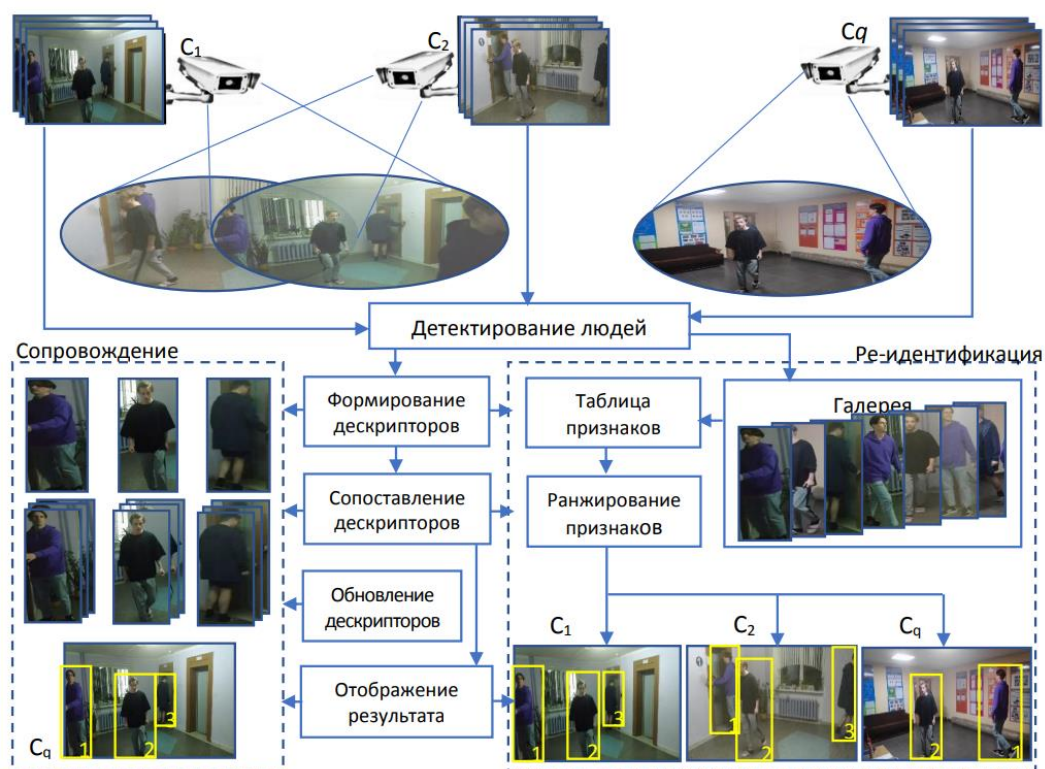 C1
C2
Cq
Детектирование людей
Сопровождение
Ре-идентификация
Формирование
дескрипторов
Таблица
признаков
Галерея
Сопоставление
дескрипторов
Ранжирование
признаков
Обновление
дескрипторов
C1
C2
Cq
Отображение
результата
Cq
1
2
3
1
2
3
1
2
3
2
1